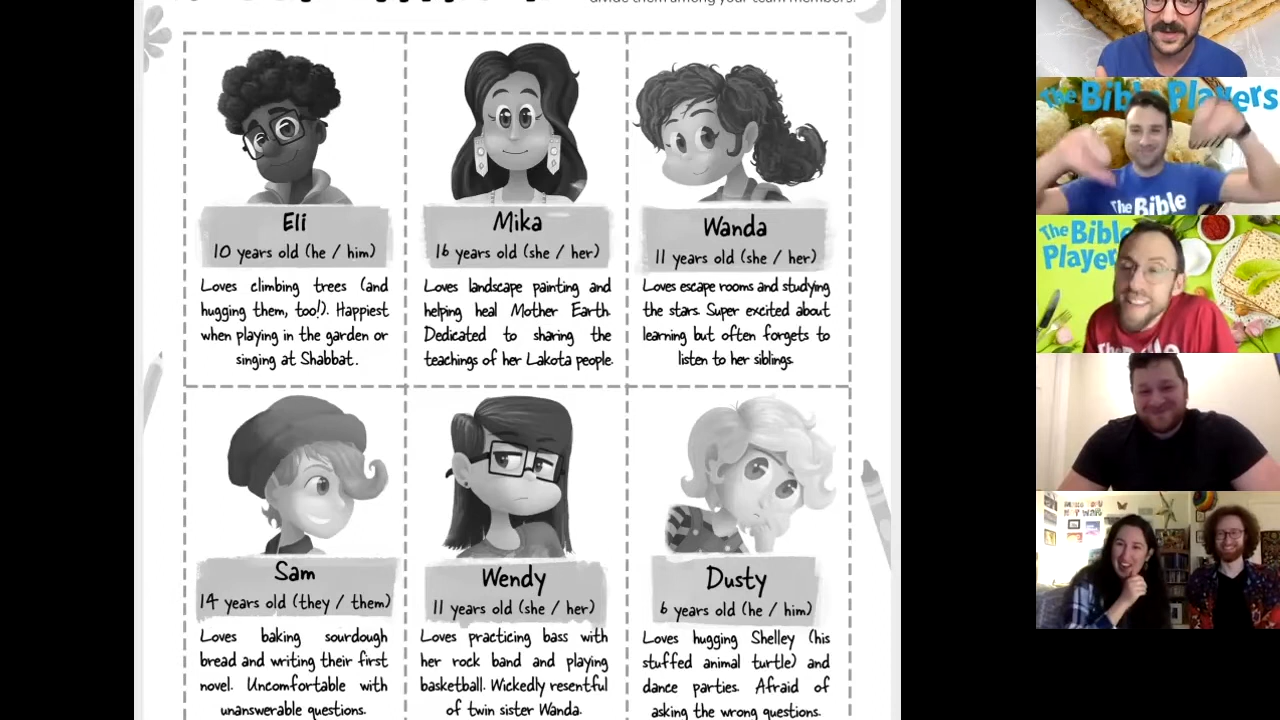 divide them among your team members.
Eli
10 years old (he / him)
Loves climbing trees (and
hugging them, too!). Happiest
when playing in the garden or
singing at Shabbat.
Mika
16 years old (she / her)
Loves landscape painting and
helping heal Mother Earth.
Dedicated to sharing the
teachings of her Lakota people.
Wanda
11 years old (she / her)
Loves escape rooms and studying
the stars. Super excited about
learning but often forgets to
listen to her siblings.
Sam
14 years old (they / them)
Loves baking sourdough
bread and writing their first
novel. Uncomfortable with
unanswerable questions.
Wendy
11 years old (she / her)
Loves practicing bass with
her rock band and playing
basketball. Wickedly resentful
of twin sister Wanda.
Dusty
6 years old (he / him)
Loves hugging Shelley (his
stuffed animal turtle) and
dance parties. Afraid of
asking the wrong questions.
The Bible Players
The Bible
The Bible
Player
The